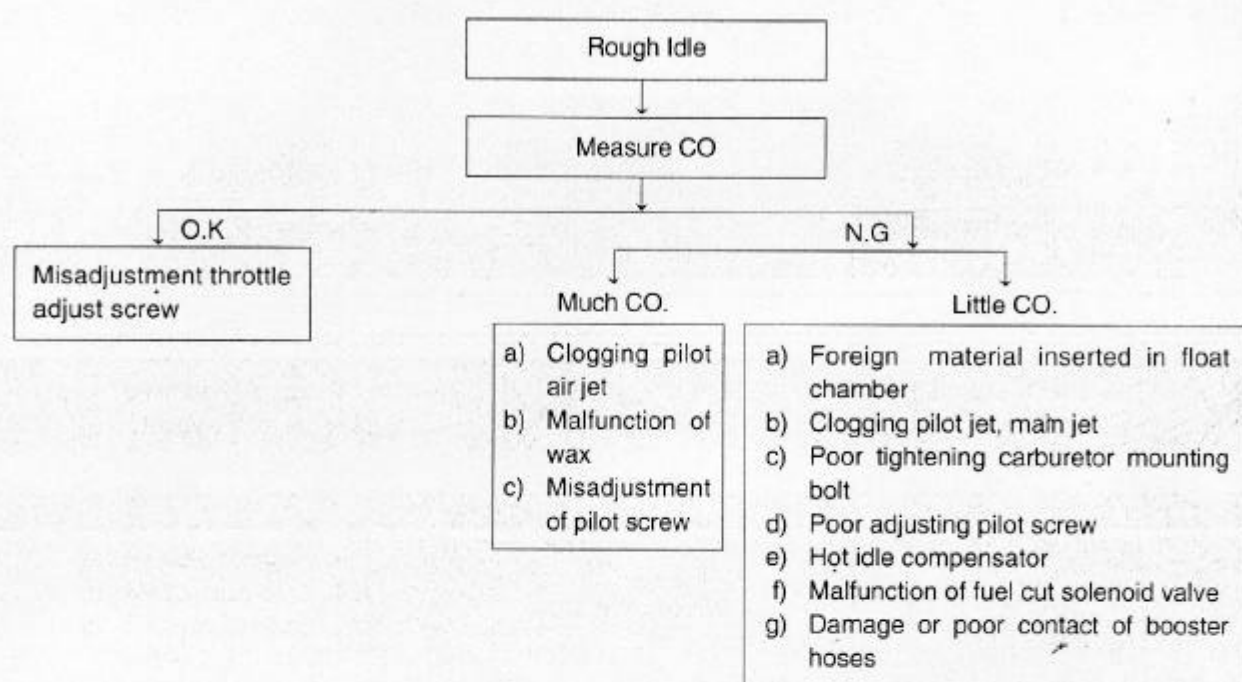 Rough Idle
Measure CO
O.K
N.G
Misadjustment throttle
adjust screw
Much CO.
a) Clogging pilot
air jet
b) Malfunction of
wax
c) Misadjustment
of pilot screw
Little CO.
a) Foreign material inserted in float
chamber
b) Clogging pilot jet, main jet
c) Poor tightening carburetor mounting
bolt
d) Poor adjusting pilot screw
e) Hot idle compensator
f) Malfunction of fuel cut solenoid valve
g) Damage or poor contact of booster
hoses